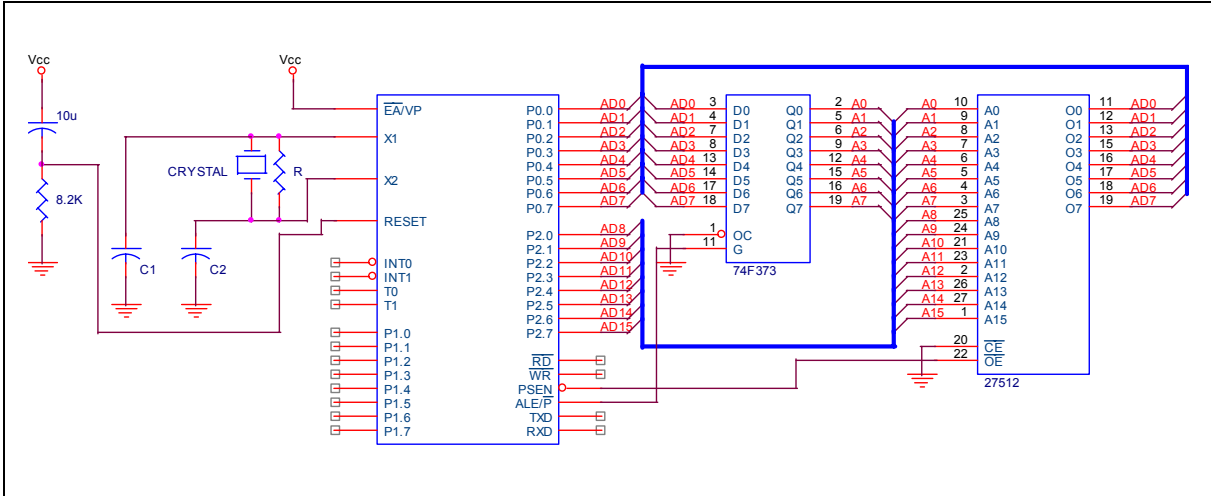 Vcc
10u
8.2K
Vcc
CRYSTAL
R
C1
C2
EA/VP
X1
X2
RESET
INT0
INT1
T0
T1
P1.0
P1.1
P1.2
P1.3
P1.4
P1.5
P1.6
P1.7
P0.0 AD0
P0.1 AD1
P0.2 AD2
P0.3 AD3
P0.4 AD4
P0.5 AD5
P0.6 AD6
P0.7 AD7
P2.0 AD8
P2.1 AD9
P2.2 AD10
P2.3 AD11
P2.4 AD12
P2.5 AD13
P2.6 AD14
P2.7 AD15
RD
WR
PSEN
ALE/P
TXD
RXD
AD0 3 D0 Q0 2 A0
AD1 4 D1 Q1 5 A1
AD2 7 D2 Q2 6 A2
AD3 8 D3 Q3 9 A3
AD4 13 D4 Q4 12 A4
AD5 14 D5 Q5 15 A5
AD6 17 D6 Q6 16 A6
AD7 18 D7 Q7 19 A7
1 OC
11 G
74F373
A0 10 A0 O0 11 AD0
A1 9 A1 O1 12 AD1
A2 8 A2 O2 13 AD2
A3 7 A3 O3 15 AD3
A4 6 A4 O4 16 AD4
A5 5 A5 O5 17 AD5
A6 4 A6 O6 18 AD6
A7 3 A7 O7 19 AD7
A8 25 A8
A9 24 A9
A10 21 A10
A11 23 A11
A12 2 A12
A13 26 A13
A14 27 A14
A15 1 A15
20 CE
22 OE
27512